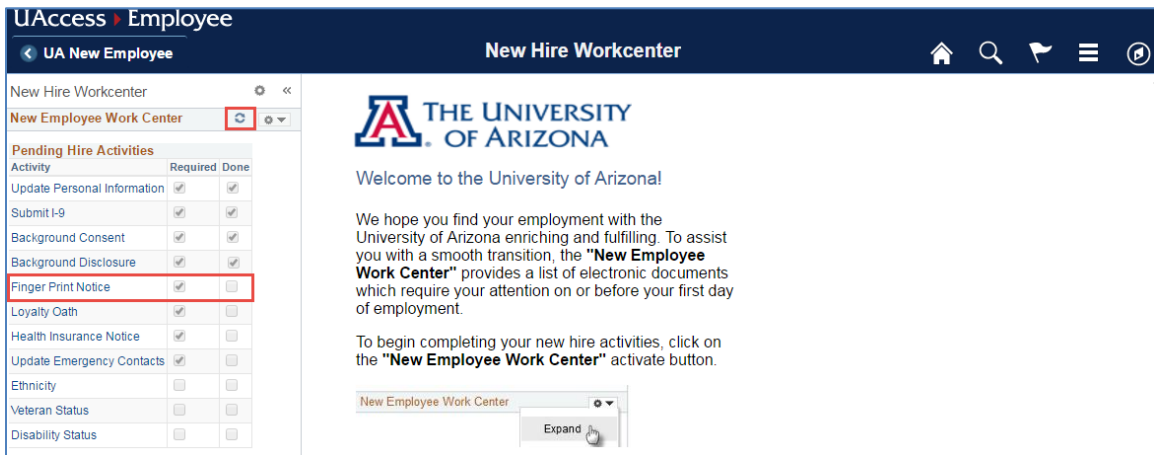 UAccess Employee
UA New Employee
New Hire Workcenter
New Hire Workcenter
New Employee Work Center
Pending Hire Activities
Activity Required Done
Update Personal Information
Submit I-9
Background Consent
Background Disclosure
Finger Print Notice
Loyalty Oath
Health Insurance Notice
Update Emergency Contacts
Ethnicity
Veteran Status
Disability Status
A
THE UNIVERSITY
OF ARIZONA
Welcome to the University of Arizona!
We hope you find your employment with the
University of Arizona enriching and fulfilling. To assist
you with a smooth transition, the "New Employee
Work Center" provides a list of electronic documents
which require your attention on or before your first day
of employment.
To begin completing your new hire activities, click on
the "New Employee Work Center" activate button.
New Employee Work Center
Expand